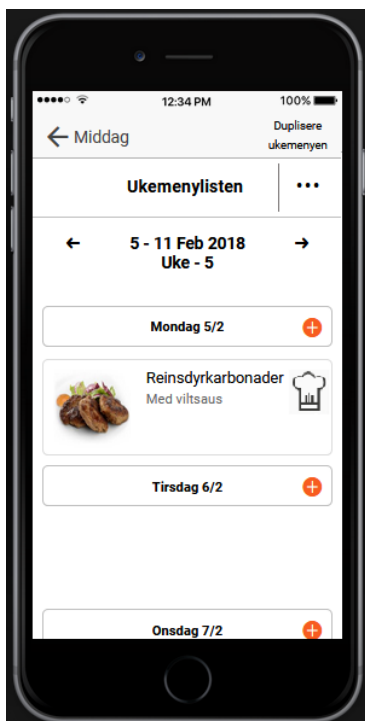 12:34 PM
100%
Middag
Duplisere
ukemenyen
Ukemenylisten
5 - 11 Feb 2018
Uke - 5
Mondag 5/2
Reinsdyrkarbonader
Med viltsaus
Tirsdag 6/2
Onsdag 7/2